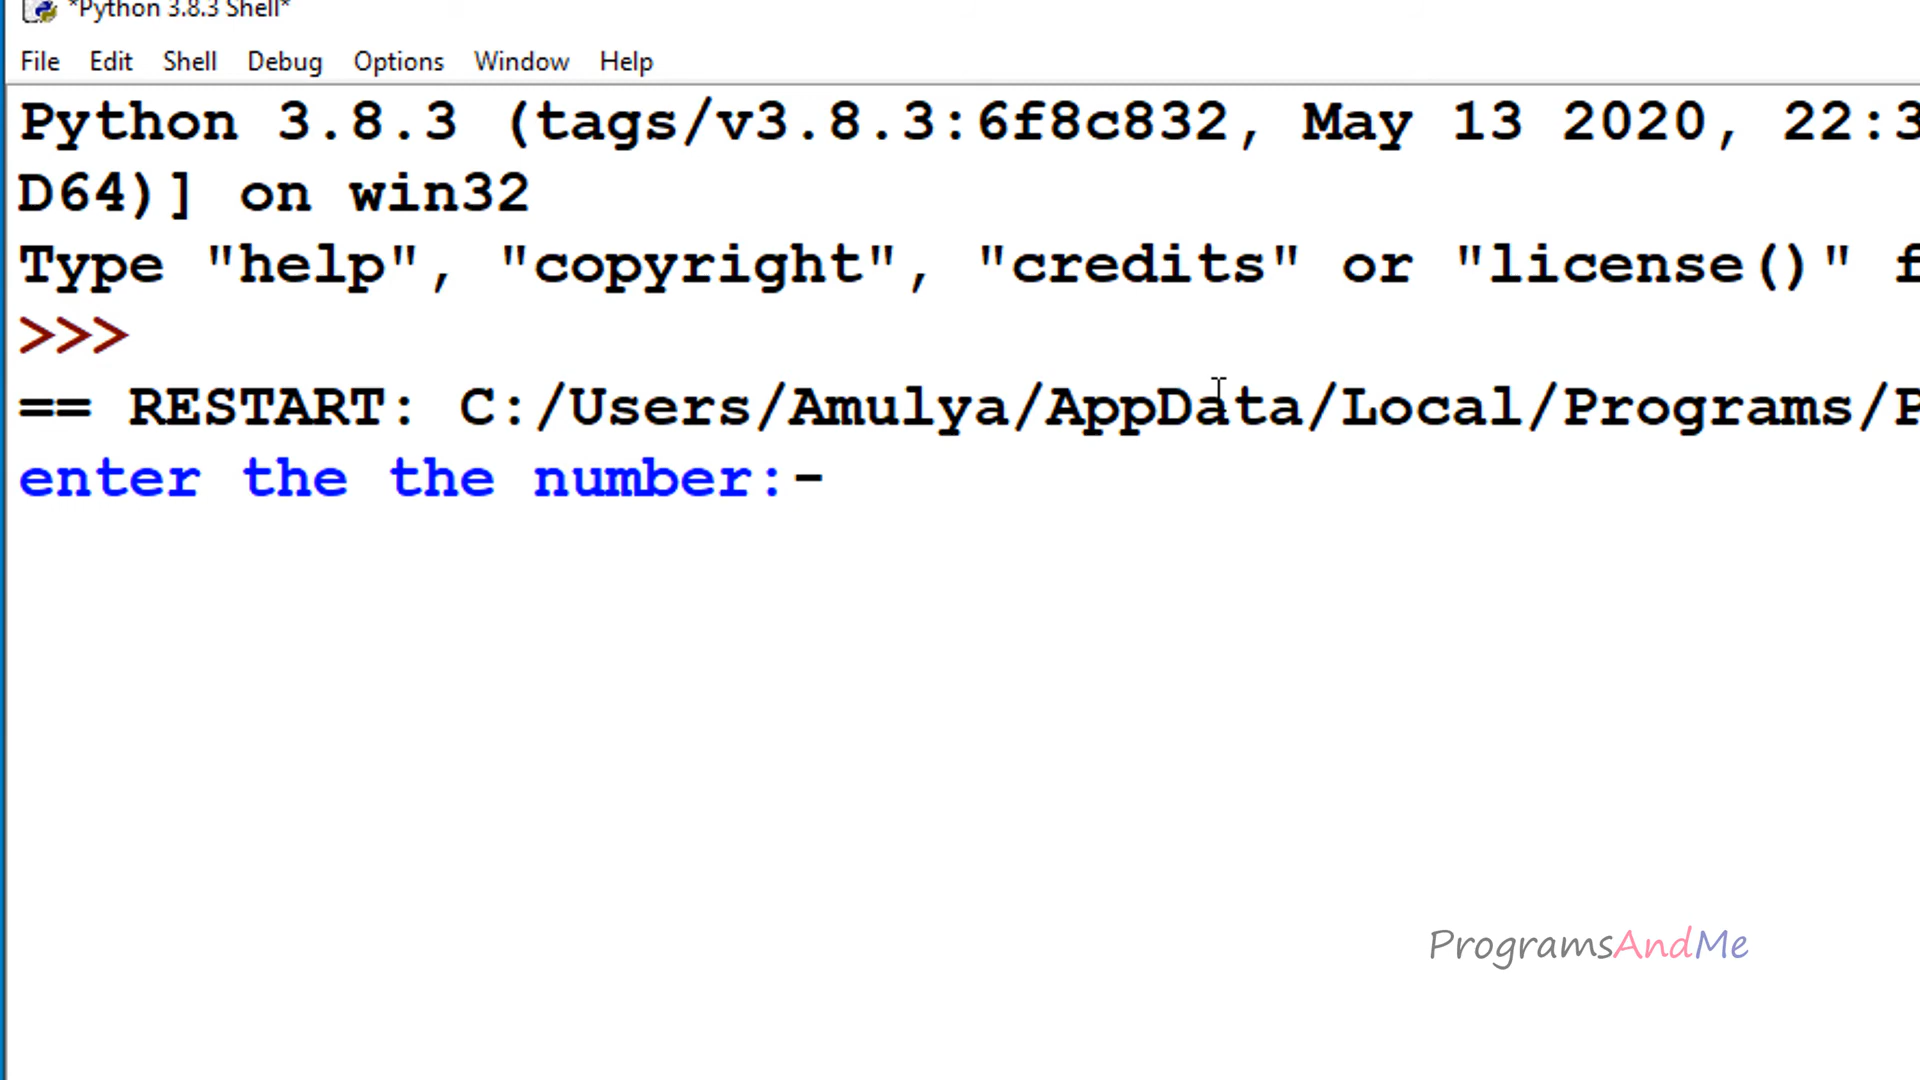 *Python 3.8.3 Shell*
File Edit Shell Debug Options Window Help
Python 3.8.3 (tags/v3.8.3:6f8c832, May 13 2020, 22:3
D64)] on win32
Type "help", "copyright", "credits" or "license()" f
>>>
== RESTART: C:/Users/Amulya/AppData/Local/Programs/P
enter the the number:-
ProgramsAndMe